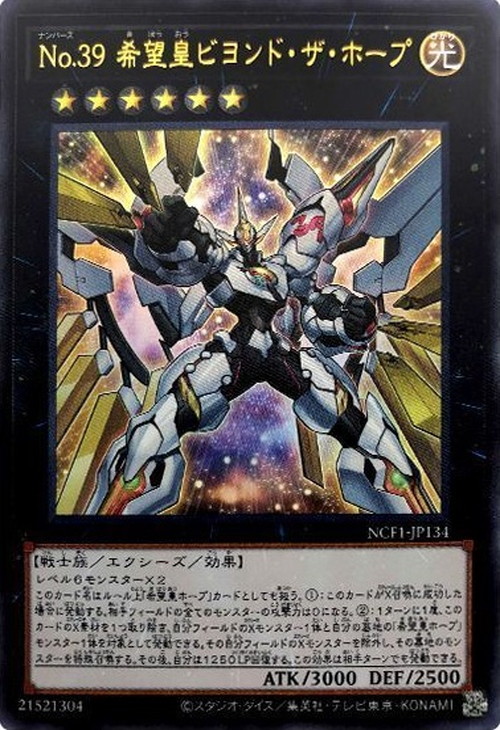 ナンバーズ き ぼう おう ひかり
No.39 希望皇ビヨンド・ザ・ホープ 光
39
NCF1-JP134
【戦士族／エクシーズ／効果】
レベル6モンスター×2
このカード名はルール上「希望皇ホープ」カードとしても扱う。①：このカードがX召喚に成功した
場合に発動する。相手フィールドの全てのモンスターの攻撃力は0になる。②：1ターンに1度、この
カードのX素材を1つ取り除き、自分フィールドのXモンスター1体と自分の墓地の「希望皇ホープ」X
モンスター1体を対象として発動できる。その自分フィールドのXモンスターを除外し、その墓地のモン
スターを特殊召喚する。その後、自分は1250LP回復する。この効果は相手ターンでも発動できる。
ATK/3000 DEF/2500
21521304 ©スタジオ・ダイス／集英社・テレビ東京・KONAMI